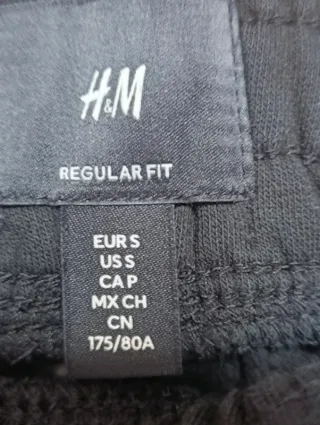 H&M
REGULAR FIT
EUR S
US S
CA P
MX CH
CN
175/80A